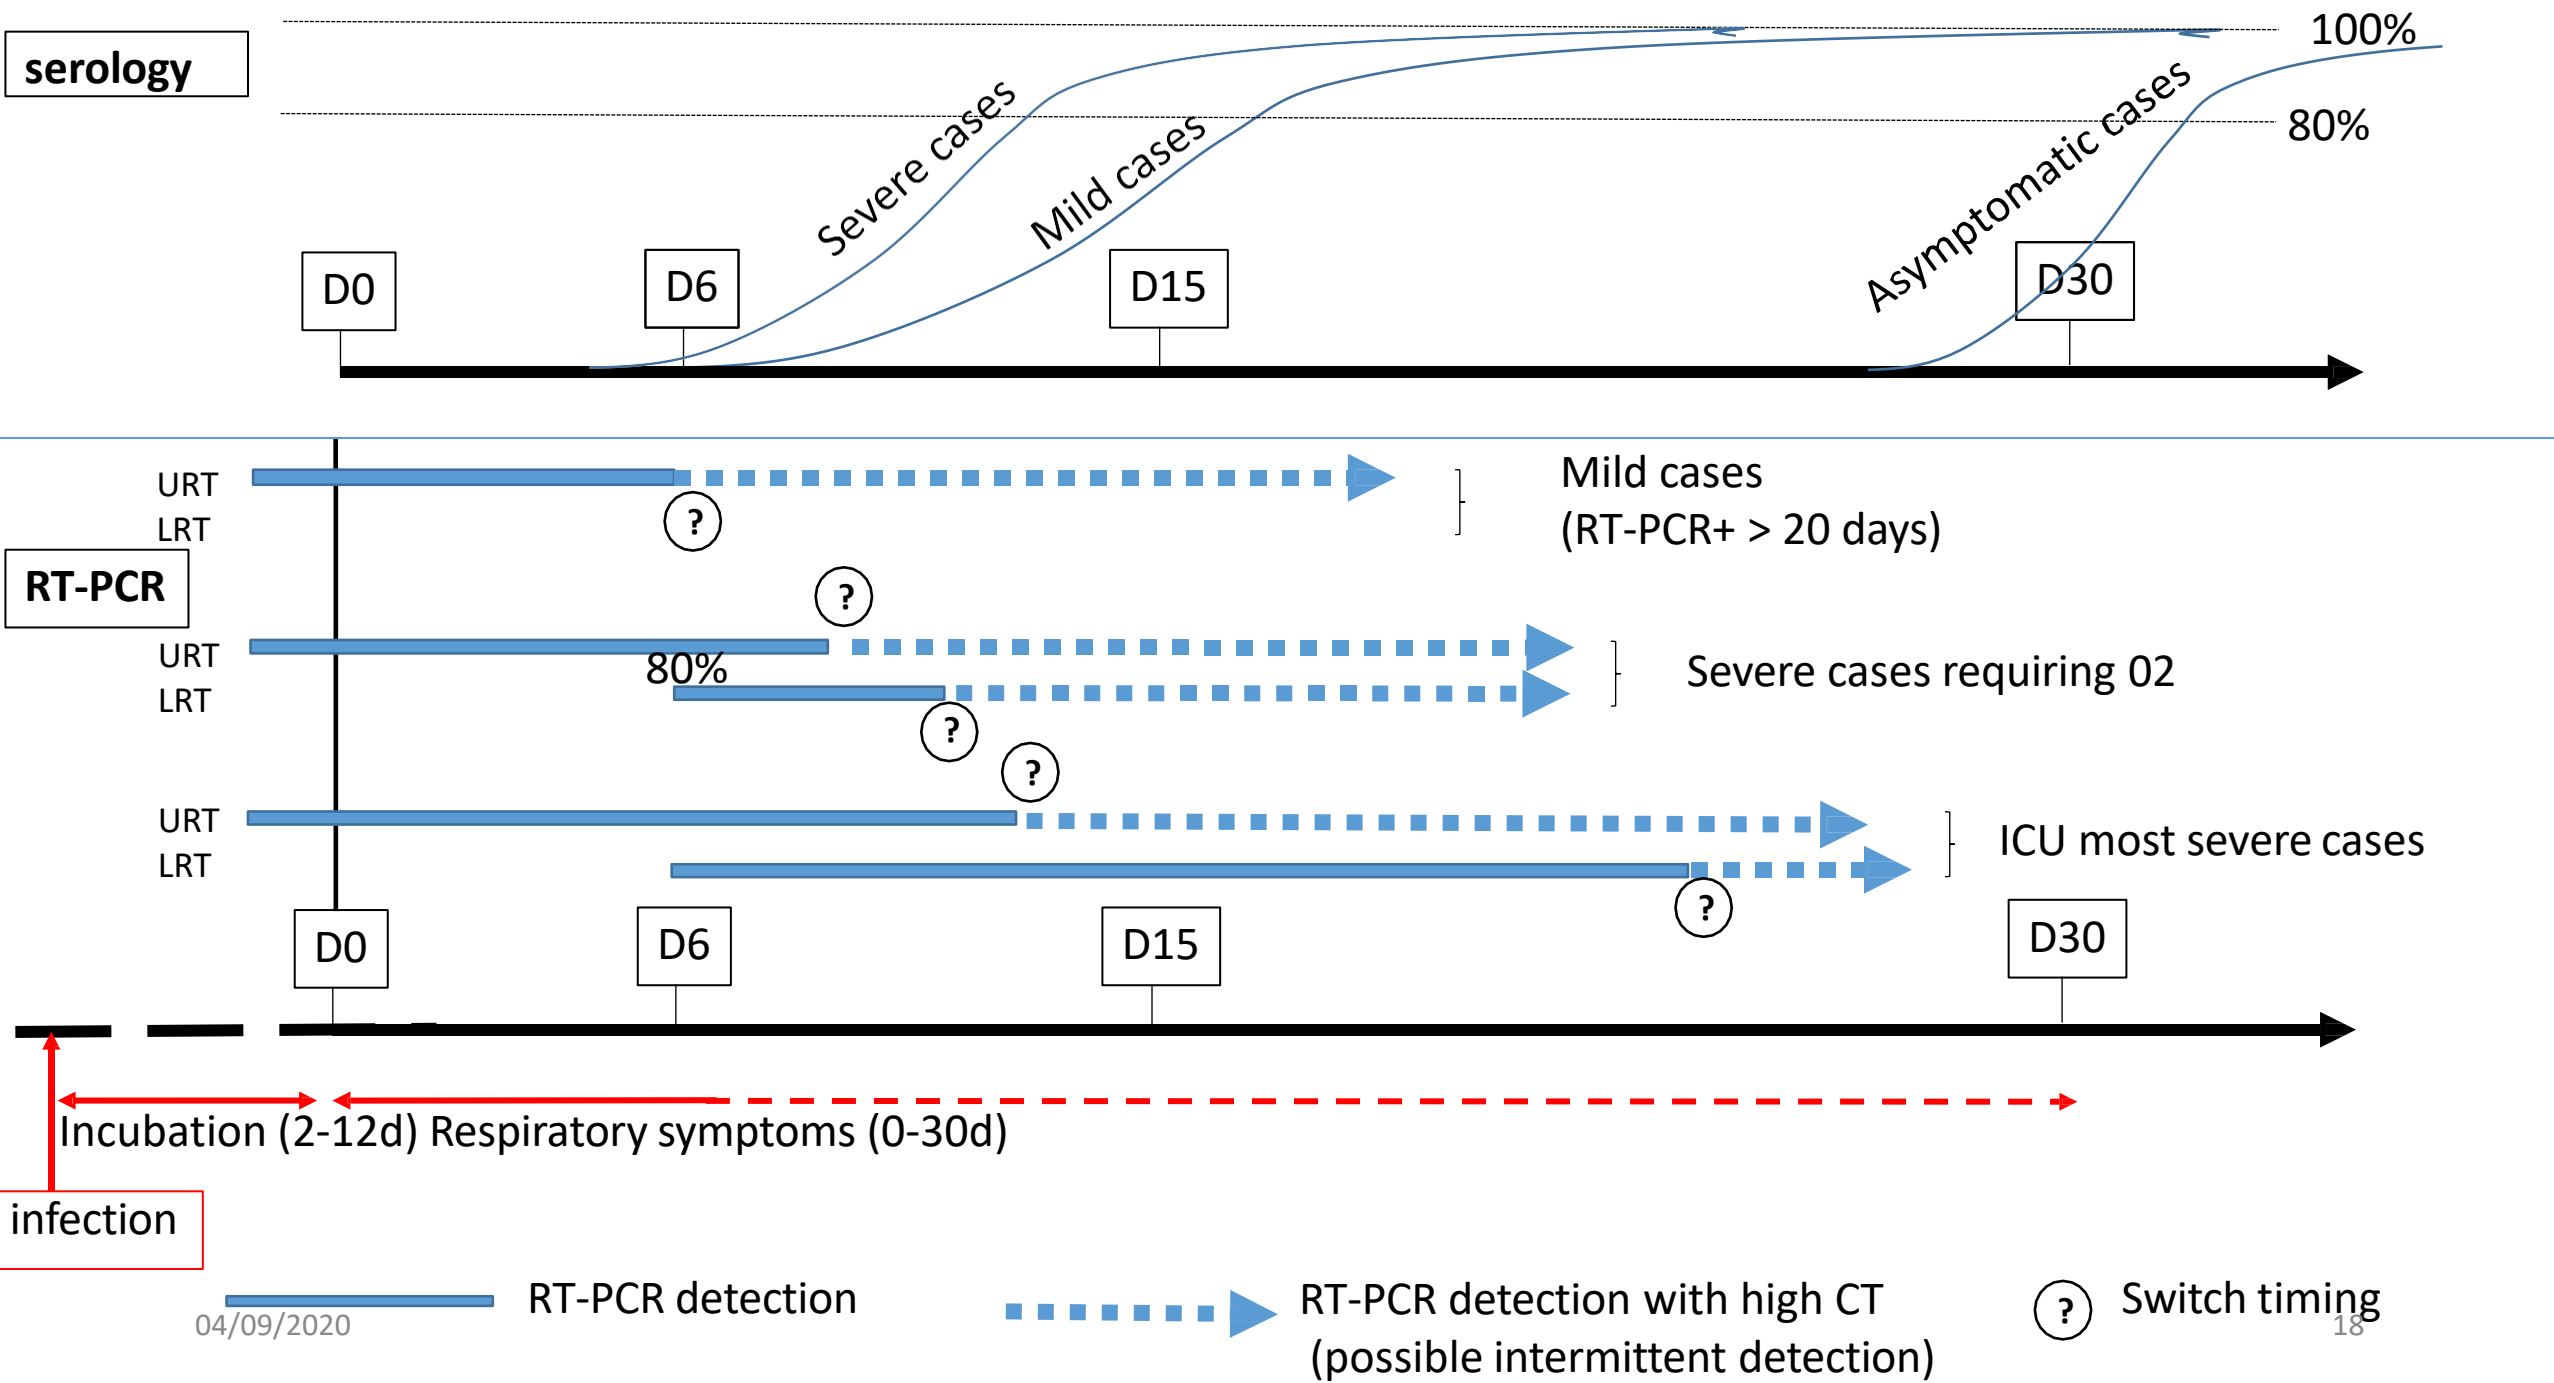 100%
serology
80%
Severe cases
Mild cases
Asymptomatic cases
D0
D6
D15
D30
URT
LRT
?
Mild cases
(RT-PCR+ > 20 days)
RT-PCR
?
URT
80%
LRT
?
Severe cases requiring 02
?
URT
LRT
?
ICU most severe cases
D0
D6
D15
D30
Incubation (2-12d) Respiratory symptoms (0-30d)
infection
RT-PCR detection
RT-PCR detection with high CT
(possible intermittent detection)
?
Switch timing
04/09/2020
18